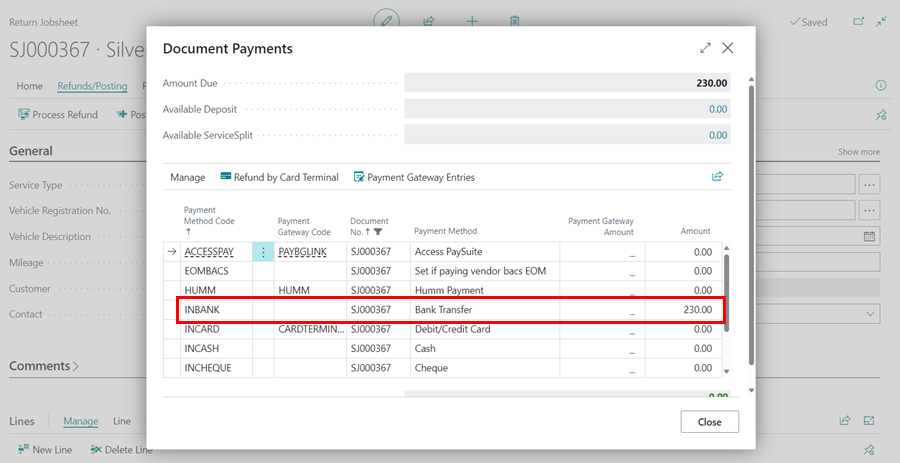 Return Jobsheet
Saved
SJ000367 · Silve
Home Refunds/Posting
Process Refund Pos
General
Show more
Service Type
Vehicle Registration No.
Vehicle Description
Mileage
Customer
Contact
Comments
Lines Manage Line
New Line Delete Line
Document Payments
Amount Due 230.00
Available Deposit 0.00
Available ServiceSplit 0.00
Manage Refund by Card Terminal Payment Gateway Entries
Payment Method Code ↑ Payment Gateway Code Document No. ↑ Payment Method Payment Gateway Amount Amount
→ ACCESSPAY PAYBGLINK SJ000367 Access PaySuite _ 0.00
EOMBACS SJ000367 Set if paying vendor bacs EOM _ 0.00
HUMM HUMM SJ000367 Humm Payment _ 0.00
INBANK SJ000367 Bank Transfer _ 230.00
INCARD CARDTERMIN... SJ000367 Debit/Credit Card _ 0.00
INCASH SJ000367 Cash _ 0.00
INCHEQUE SJ000367 Cheque _ 0.00
0.00
Close